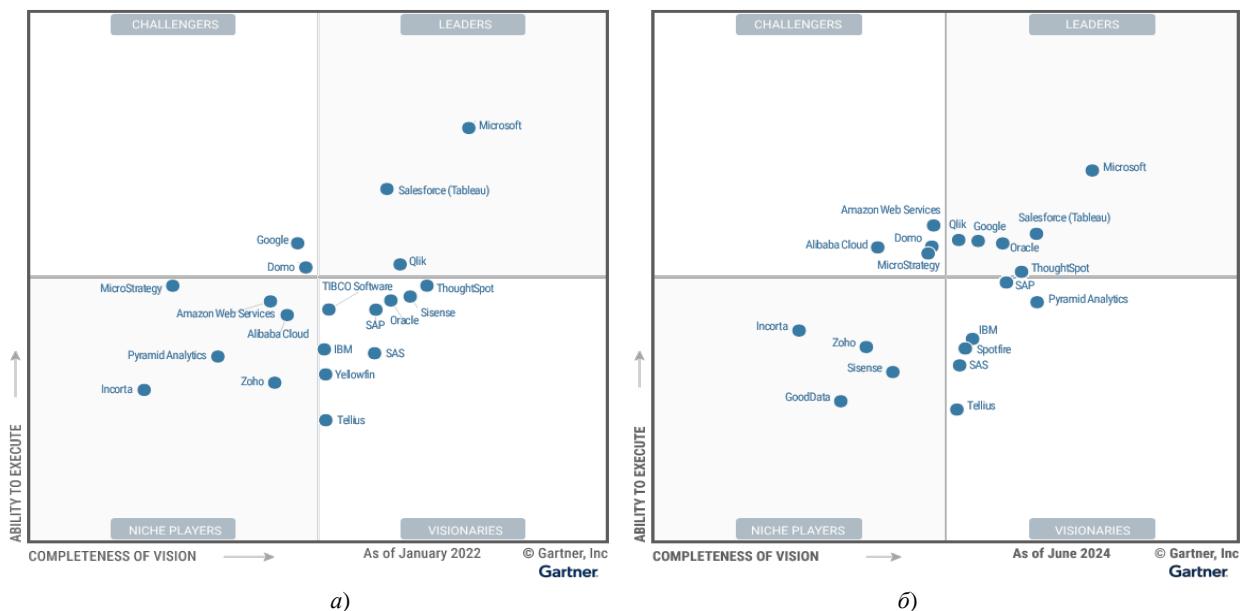 CHALLENGERS
LEADERS
Microsoft
Salesforce (Tableau)
Google
Domo
Qlik
MicroStrategy
TIBCO Software
ThoughtSpot
Amazon Web Services
Sisense
Oracle
SAP
Alibaba Cloud
Pyramid Analytics
IBM
SAS
Yellowfin
Zoho
Incorta
Tellius
NICHE PLAYERS
VISIONARIES
ABILITY TO EXECUTE
COMPLETENESS OF VISION
As of January 2022
© Gartner, Inc
Gartner
а)
CHALLENGERS
LEADERS
Microsoft
Amazon Web Services
Salesforce (Tableau)
Qlik
Google
Domo
Alibaba Cloud
Oracle
MicroStrategy
ThoughtSpot
SAP
Pyramid Analytics
Incorta
IBM
Zoho
Spotfire
Sisense
SAS
GoodData
Tellius
NICHE PLAYERS
VISIONARIES
ABILITY TO EXECUTE
COMPLETENESS OF VISION
As of June 2024
© Gartner, Inc
Gartner
б)